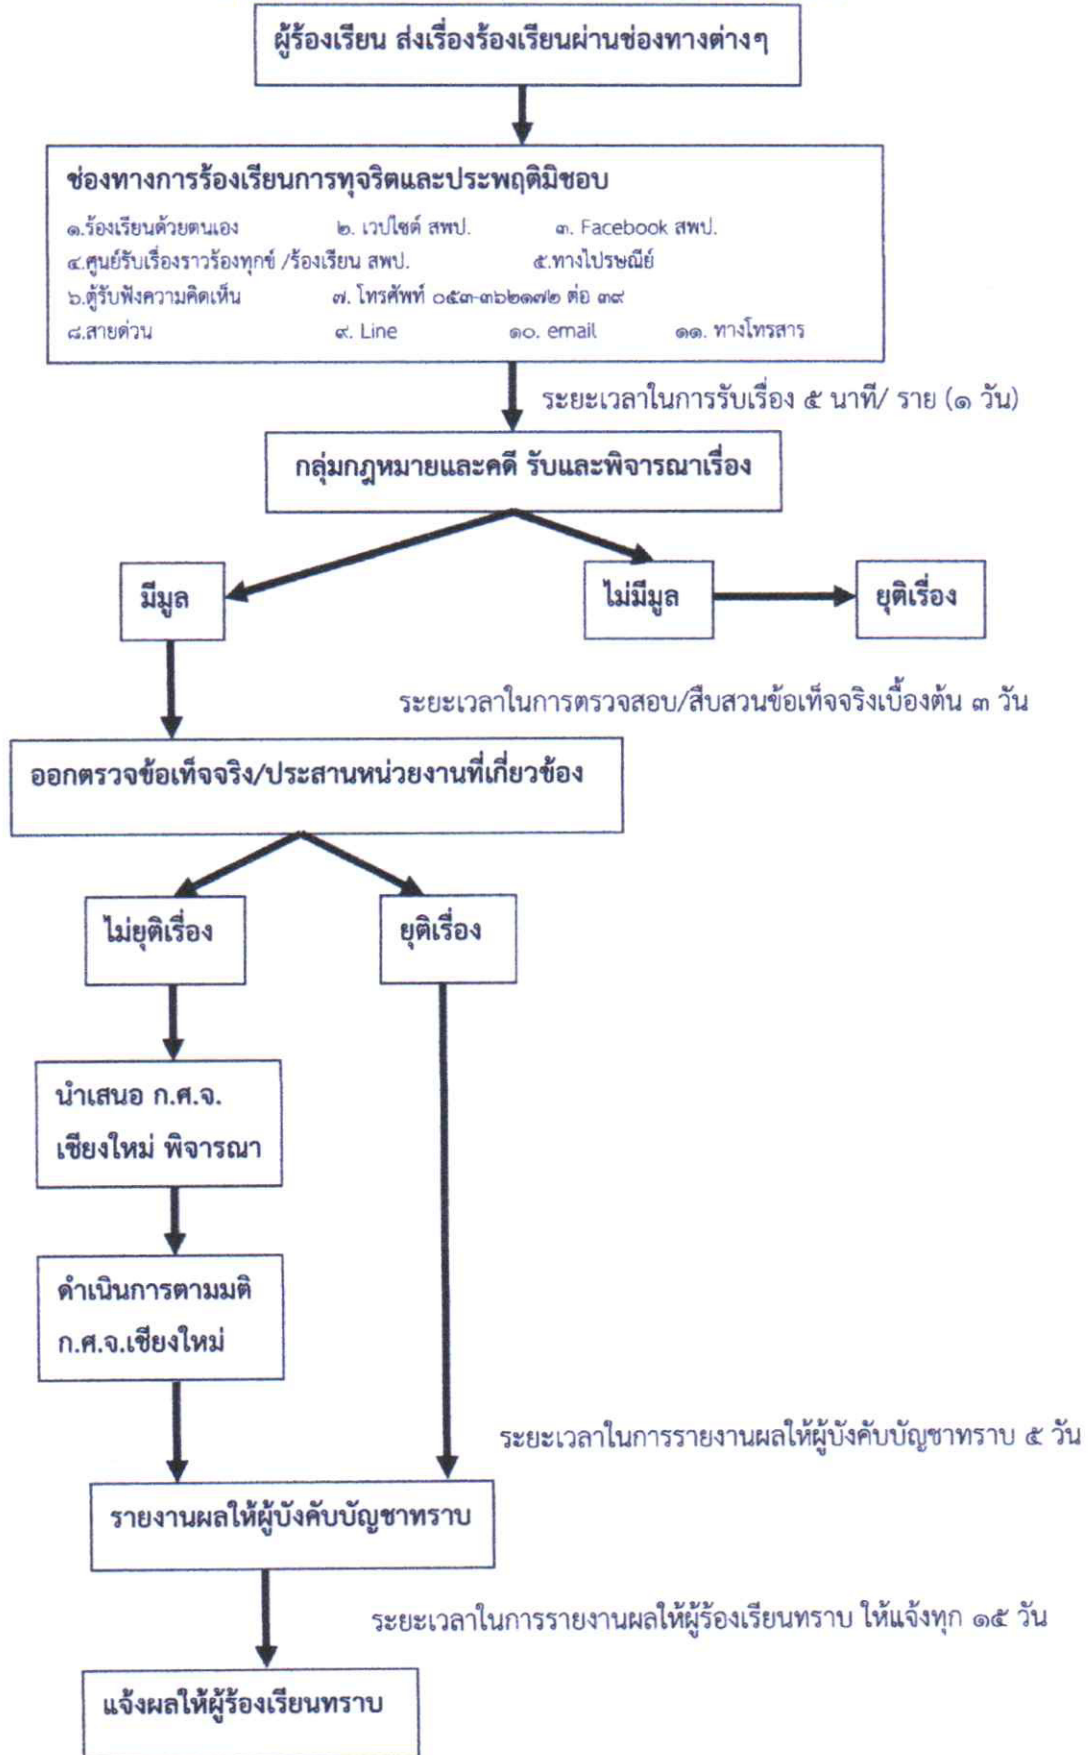 ผู้ร้องเรียน ส่งเรื่องร้องเรียนผ่านช่องทางต่างๆ
ช่องทางการร้องเรียนการทุจริตและประพฤติมิชอบ
๑.ร้องเรียนด้วยตนเอง ๒. เวปไซต์ สพป. ๓. Facebook สพป.
๔.ศูนย์รับเรื่องราวร้องทุกข์ /ร้องเรียน สพป. ๕.ทางไปรษณีย์
๖.ตู้รับฟังความคิดเห็น ๗. โทรศัพท์ ๐๕๓-๓๖๒๑๗๒ ต่อ ๓๙
๘.สายด่วน ๙. Line ๑๐. email ๑๑. ทางโทรสาร
ระยะเวลาในการรับเรื่อง ๕ นาที/ ราย (๑ วัน)
กลุ่มกฎหมายและคดี รับและพิจารณาเรื่อง
มีมูล ไม่มีมูล ยุติเรื่อง
ระยะเวลาในการตรวจสอบ/สืบสวนข้อเท็จจริงเบื้องต้น ๓ วัน
ออกตรวจข้อเท็จจริง/ประสานหน่วยงานที่เกี่ยวข้อง
ไม่ยุติเรื่อง ยุติเรื่อง
นำเสนอ ก.ศ.จ.
เชียงใหม่ พิจารณา
ดำเนินการตามมติ
ก.ศ.จ.เชียงใหม่
ระยะเวลาในการรายงานผลให้ผู้บังคับบัญชาทราบ ๕ วัน
รายงานผลให้ผู้บังคับบัญชาทราบ
ระยะเวลาในการรายงานผลให้ผู้ร้องเรียนทราบ ให้แจ้งทุก ๑๕ วัน
แจ้งผลให้ผู้ร้องเรียนทราบ